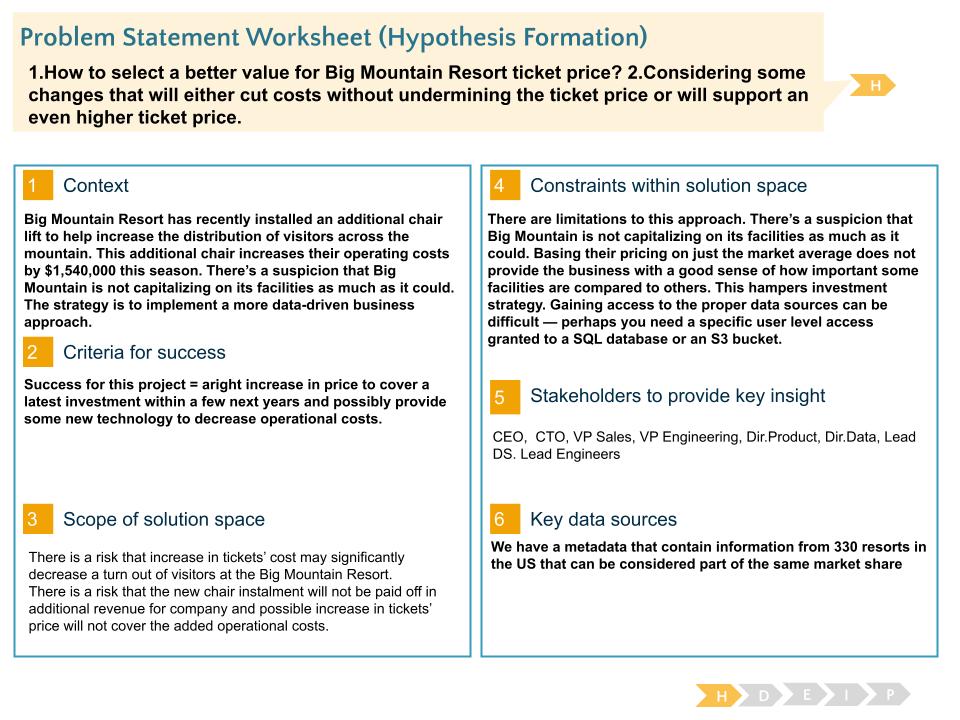 Problem Statement Worksheet (Hypothesis Formation)
1.How to select a better value for Big Mountain Resort ticket price? 2.Considering some
changes that will either cut costs without undermining the ticket price or will support an
even higher ticket price.
H
1 Context
Big Mountain Resort has recently installed an additional chair
lift to help increase the distribution of visitors across the
mountain. This additional chair increases their operating costs
by $1,540,000 this season. There's a suspicion that Big
Mountain is not capitalizing on its facilities as much as it could.
The strategy is to implement a more data-driven business
approach.
2 Criteria for success
Success for this project = aright increase in price to cover a
latest investment within a few next years and possibly provide
some new technology to decrease operational costs.
3 Scope of solution space
There is a risk that increase in tickets' cost may significantly
decrease a turn out of visitors at the Big Mountain Resort.
There is a risk that the new chair instalment will not be paid off in
additional revenue for company and possible increase in tickets'
price will not cover the added operational costs.
4 Constraints within solution space
There are limitations to this approach. There's a suspicion that
Big Mountain is not capitalizing on its facilities as much as it
could. Basing their pricing on just the market average does not
provide the business with a good sense of how important some
facilities are compared to others. This hampers investment
strategy. Gaining access to the proper data sources can be
difficult — perhaps you need a specific user level access
granted to a SQL database or an S3 bucket.
5 Stakeholders to provide key insight
CEO, CTO, VP Sales, VP Engineering, Dir.Product, Dir.Data, Lead
DS. Lead Engineers
6 Key data sources
We have a metadata that contain information from 330 resorts in
the US that can be considered part of the same market share
H D E I P